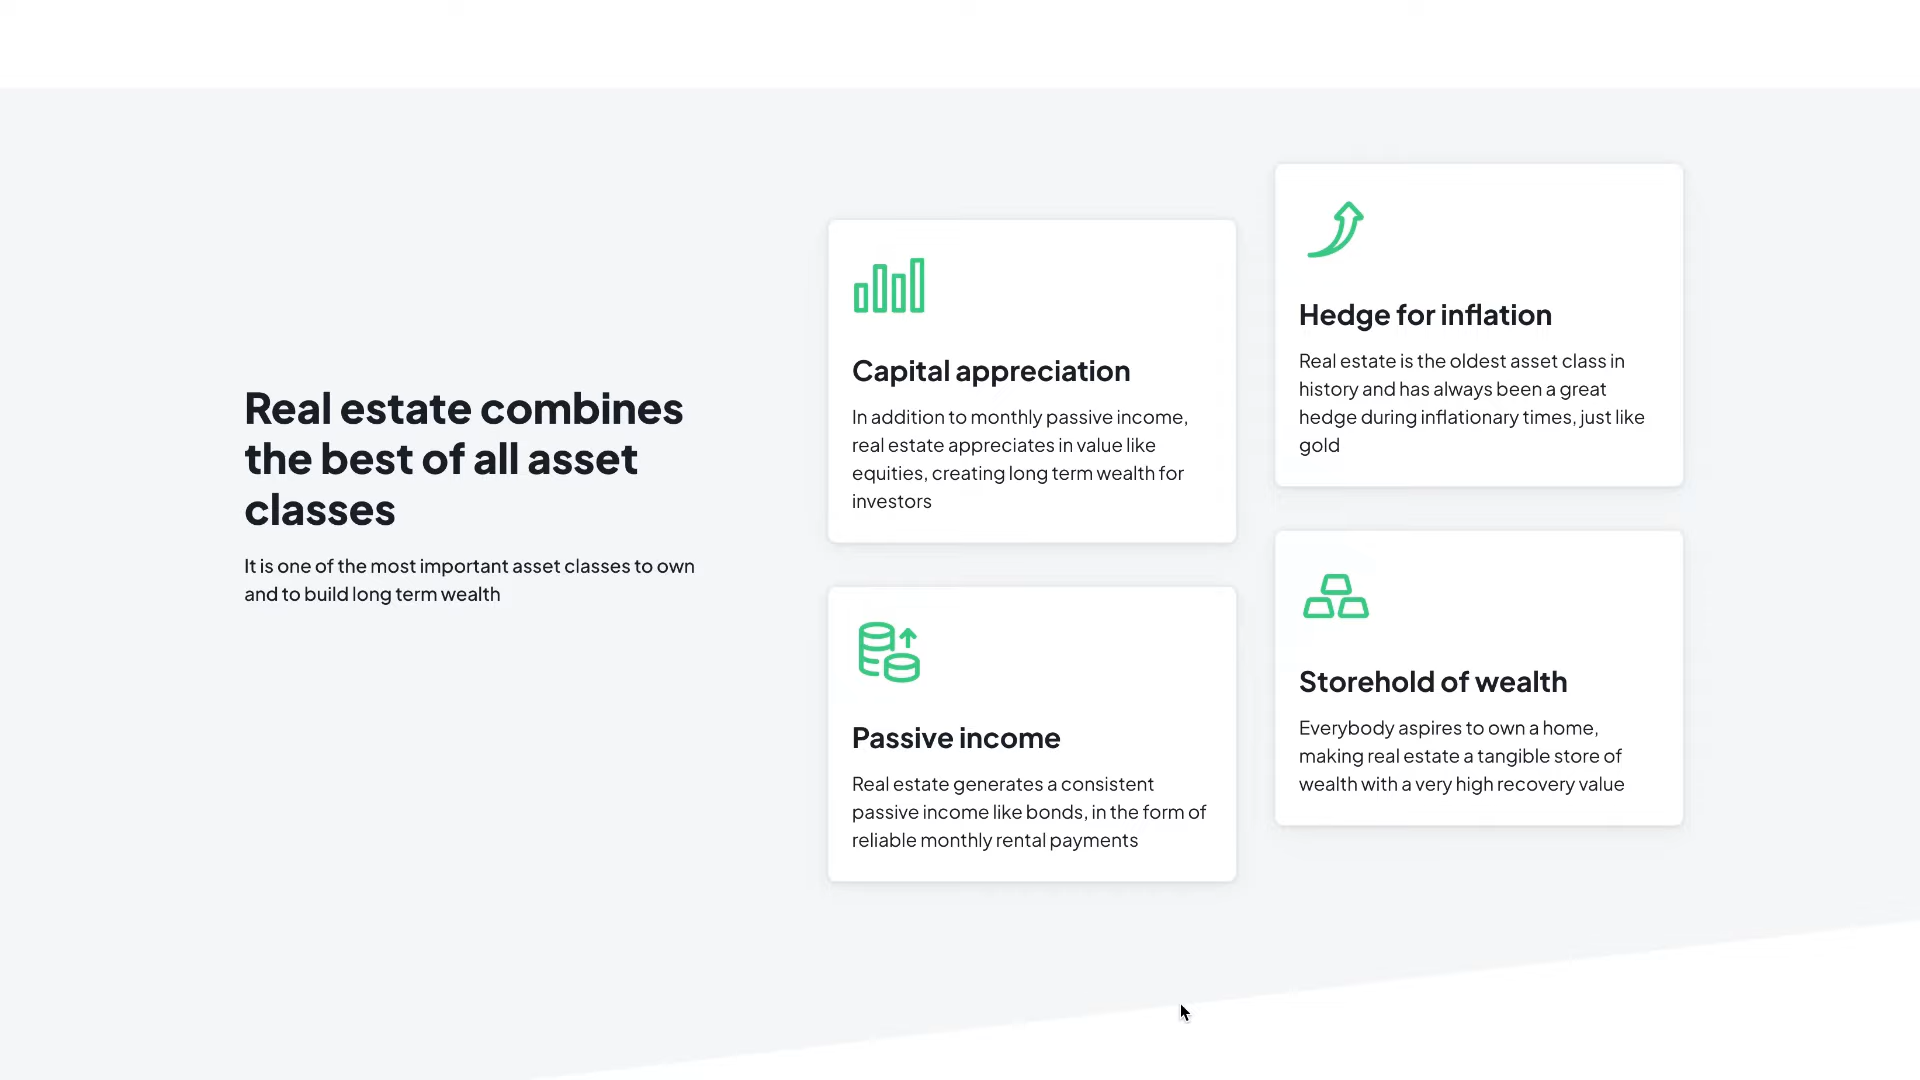 Real estate combines
the best of all asset
classes
It is one of the most important asset classes to own
and to build long term wealth
Capital appreciation
In addition to monthly passive income,
real estate appreciates in value like
equities, creating long term wealth for
investors
Passive income
Real estate generates a consistent
passive income like bonds, in the form of
reliable monthly rental payments
Hedge for inflation
Real estate is the oldest asset class in
history and has always been a great
hedge during inflationary times, just like
gold
Storehold of wealth
Everybody aspires to own a home,
making real estate a tangible store of
wealth with a very high recovery value